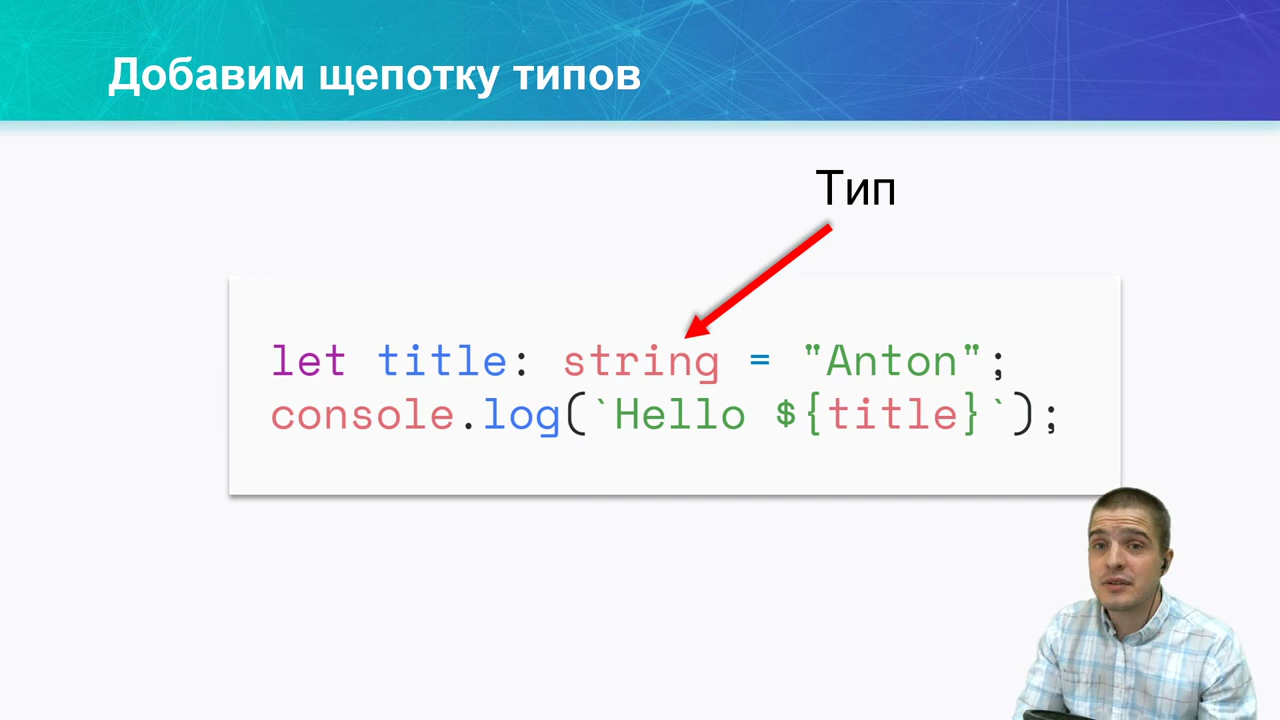 Добавим щепотку типов
Тип
let title: string = "Anton";
console.log(`Hello ${title}`);